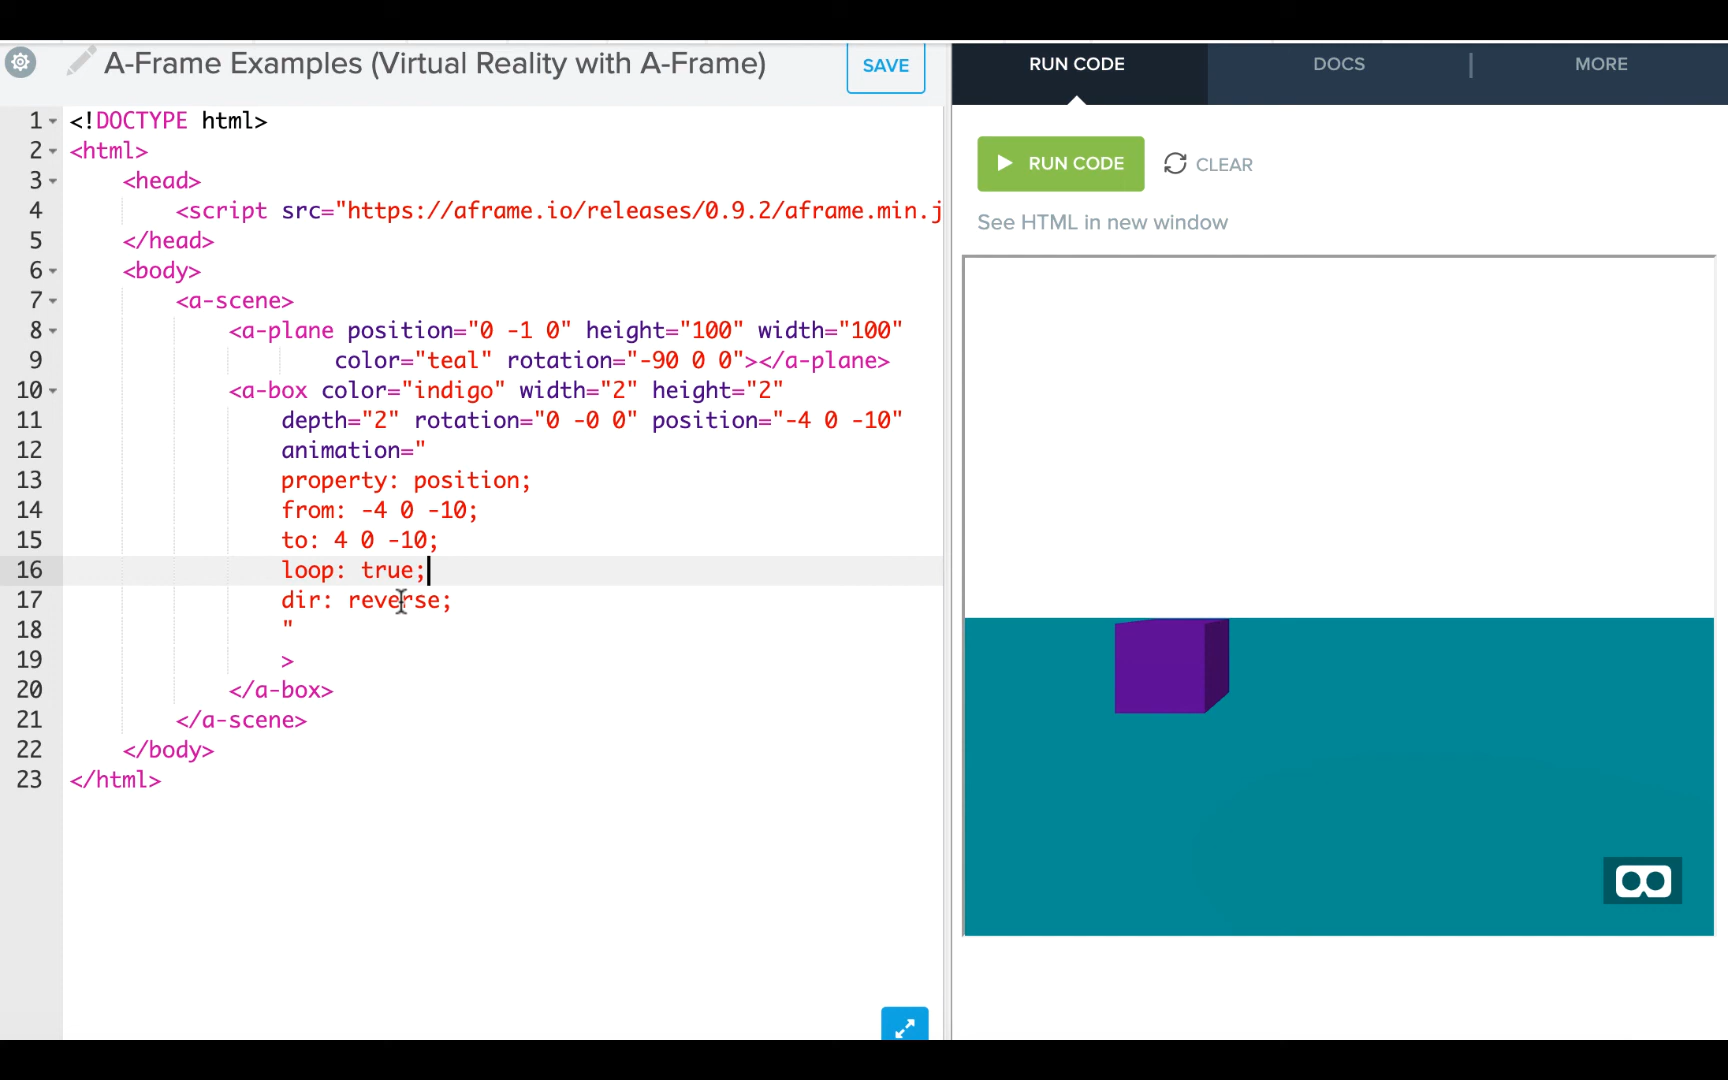 A-Frame Examples (Virtual Reality with A-Frame)
SAVE
1 <!DOCTYPE html>
2 <html>
3     <head>
4         <script src="https://aframe.io/releases/0.9.2/aframe.min.j
5     </head>
6     <body>
7         <a-scene>
8             <a-plane position="0 -1 0" height="100" width="100"
9                     color="teal" rotation="-90 0 0"></a-plane>
10             <a-box color="indigo" width="2" height="2"
11                 depth="2" rotation="0 -0 0" position="-4 0 -10"
12                 animation="
13                 property: position;
14                 from: -4 0 -10;
15                 to: 4 0 -10;
16                 loop: true;
17                 dir: reverse;
18                 "
19                 >
20             </a-box>
21         </a-scene>
22     </body>
23 </html>
RUN CODE
DOCS
|
MORE
RUN CODE
CLEAR
See HTML in new window